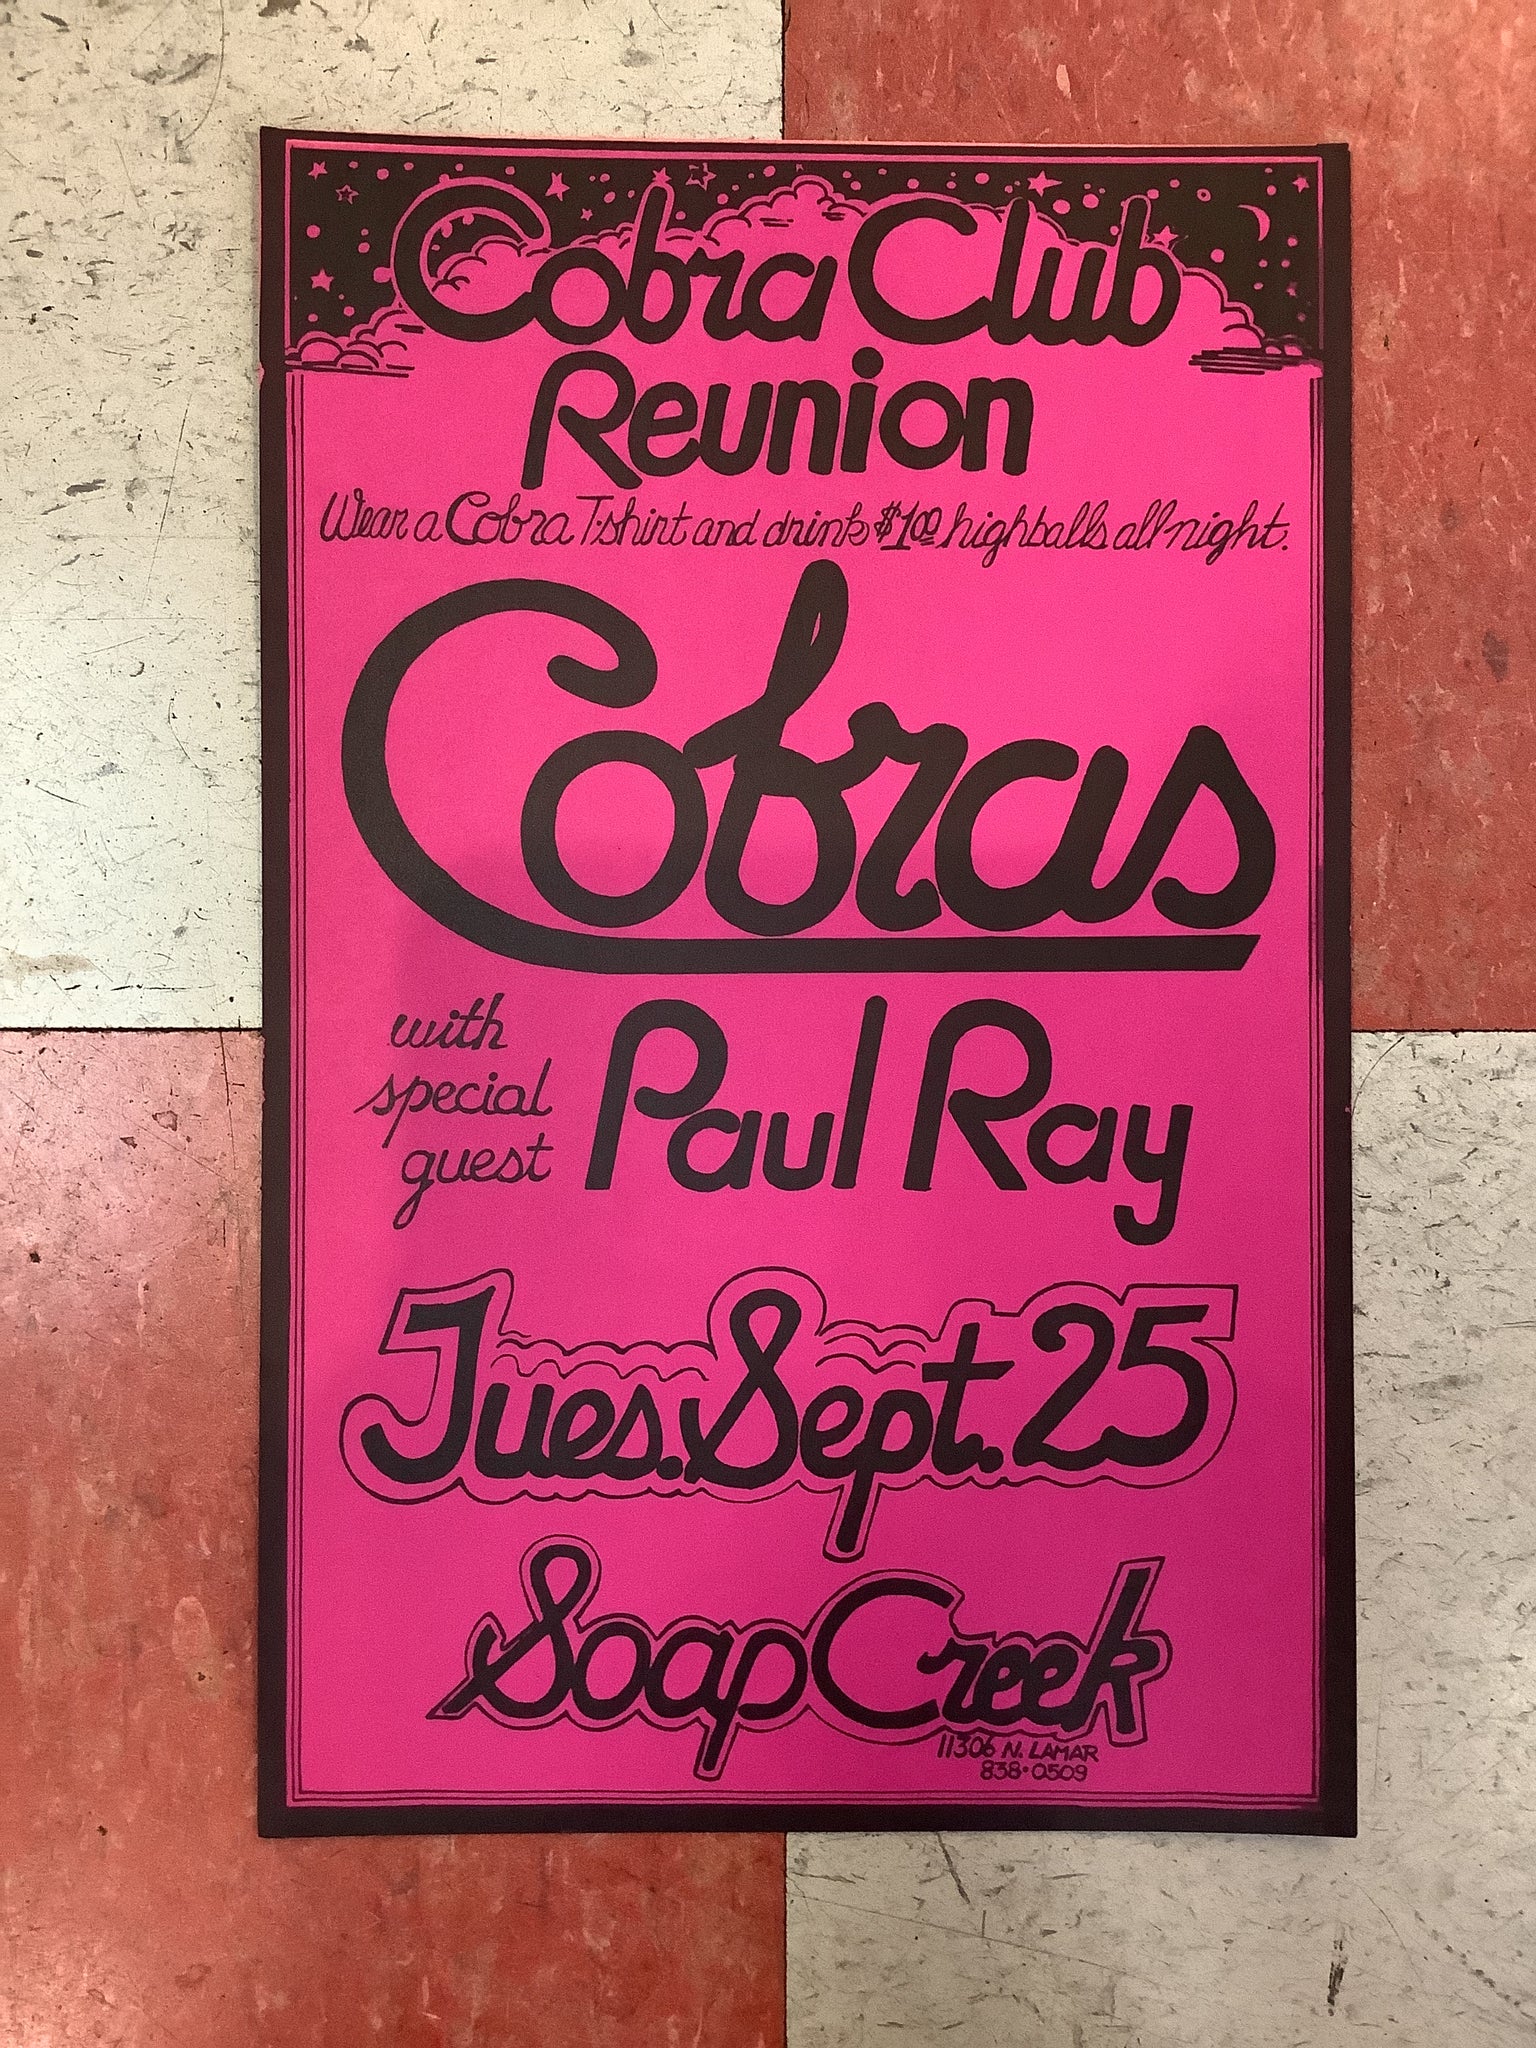 Cobra Club
Reunion
Wear a Cobra T-shirt and drink $1.00 highballs all night.
Cobras
with
special
guest
Paul Ray
Tues. Sept. 25
Soap Creek
11306 N. LAMAR
838-0509